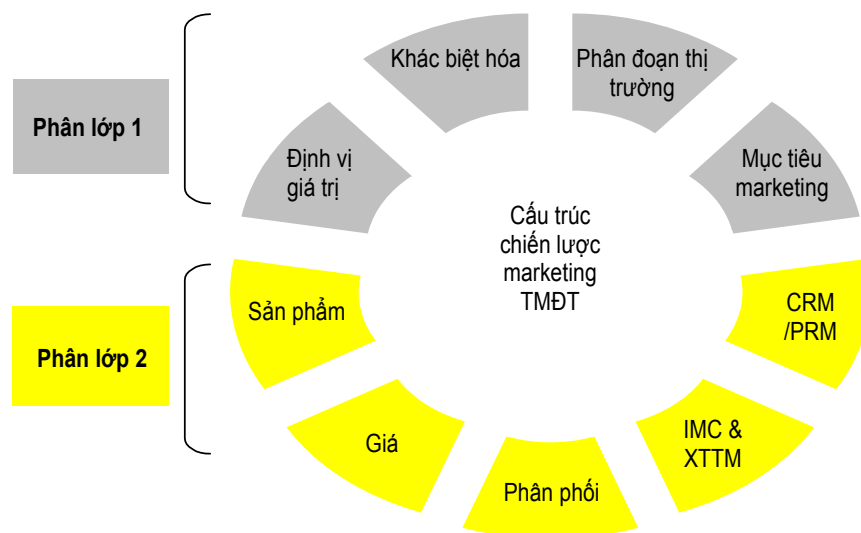 Khác biệt hóa
Phân đoạn thị
trường
Phân lớp 1
Định vị
giá trị
Mục tiêu
marketing
Cấu trúc
chiến lược
marketing
TMĐT
Sản phẩm
CRM
/PRM
Phân lớp 2
Giá
IMC &
XTTM
Phân phối